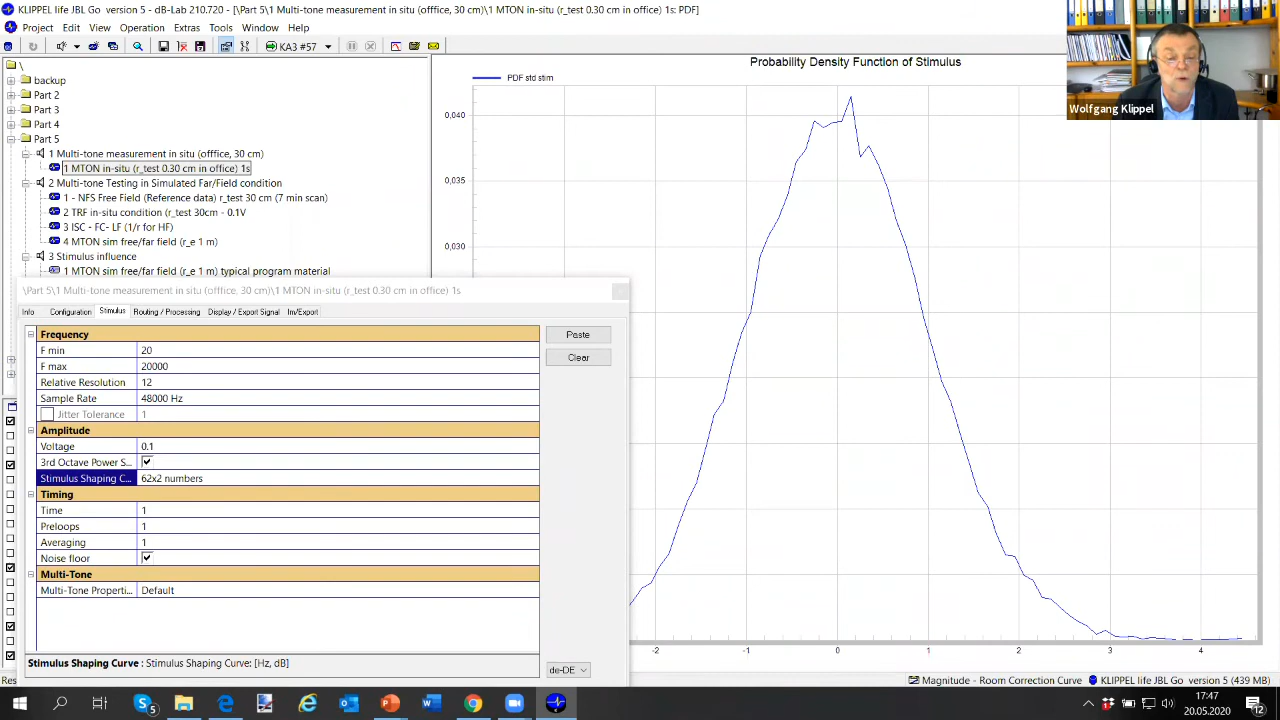 KLIPPEL life JBL Go version 5 - dB-Lab 210.720 - [\Part 5\1 Multi-tone measurement in situ (offfice, 30 cm)\1 MTON in-situ (r_test 0.30 cm in office) 1s: PDF]
Project Edit View Operation Extras Tools Window Help
KA3 #57
\
backup
Part 2
Part 3
Part 4
Part 5
1 Multi-tone measurement in situ (offfice, 30 cm)
1 MTON in-situ (r_test 0.30 cm in office) 1s
2 Multi-tone Testing in Simulated Far/Field condition
1 - NFS Free Field (Reference data) r_test 30 cm (7 min scan)
2 TRF in-situ condition (r_test 30cm - 0.1V
3 ISC - FC- LF (1/r for HF)
4 MTON sim free/far field (r_e 1 m)
3 Stimulus influence
1 MTON sim free/far field (r_e 1 m) typical program material
Probability Density Function of Stimulus
PDF std stim
0,040
0,035
0,030
-2 -1 0 1 2 3 4
Wolfgang Klippel
\Part 5\1 Multi-tone measurement in situ (offfice, 30 cm)\1 MTON in-situ (r_test 0.30 cm in office) 1s
Info Configuration Stimulus Routing / Processing Display / Export Signal Im/Export
Frequency
F min 20
F max 20000
Relative Resolution 12
Sample Rate 48000 Hz
Jitter Tolerance 1
Amplitude
Voltage 0.1
3rd Octave Power S...
Stimulus Shaping C... 62x2 numbers
Timing
Time 1
Preloops 1
Averaging 1
Noise floor
Multi-Tone
Multi-Tone Properti... Default
Paste
Clear
Stimulus Shaping Curve : Stimulus Shaping Curve: [Hz, dB]
de-DE
Res
Magnitude - Room Correction Curve KLIPPEL life JBL Go version 5 (439 MB)
5
17:47
20.05.2020
12